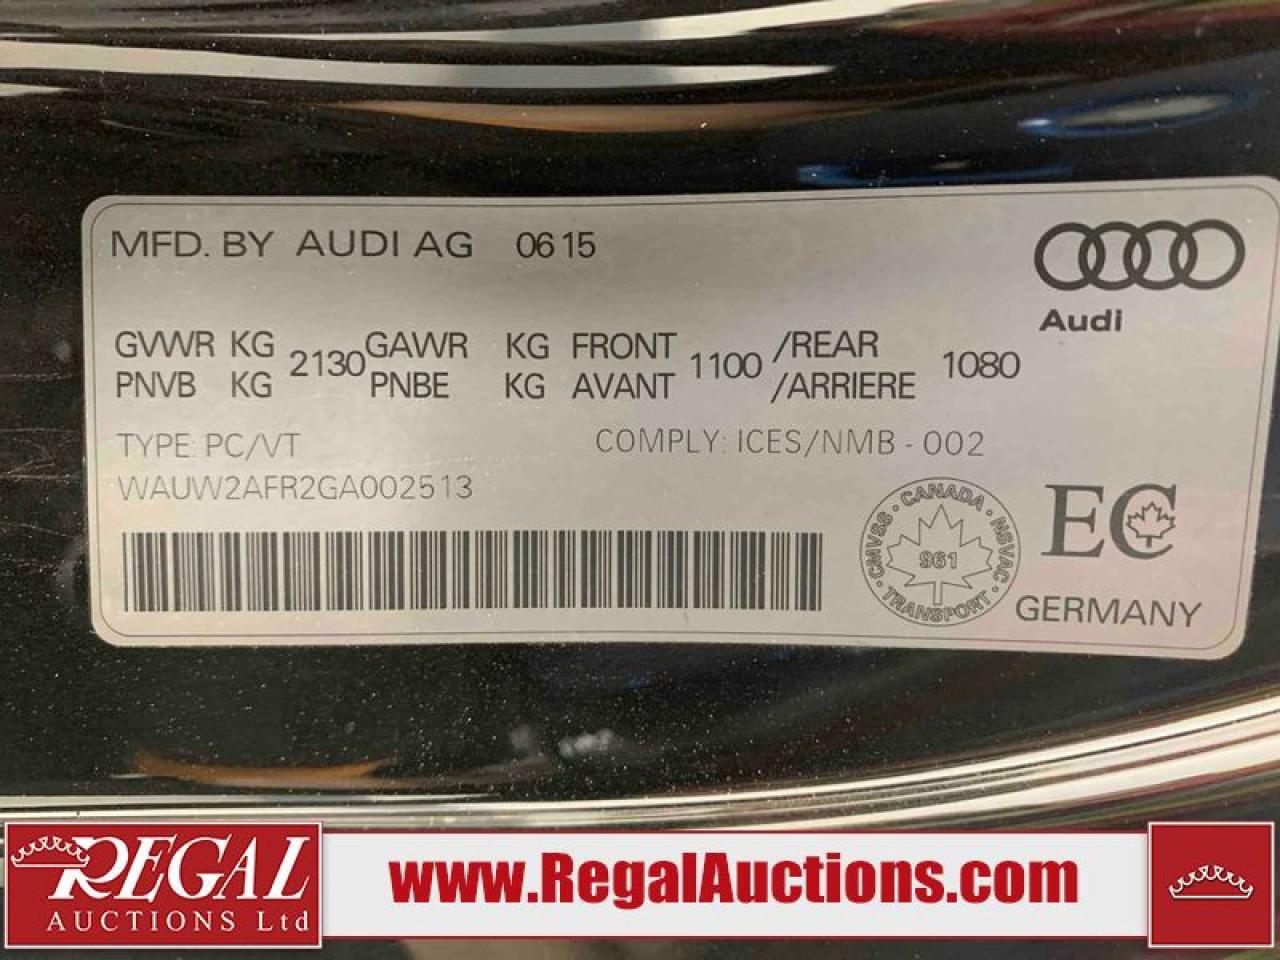 MFD. BY AUDI AG 0615
Audi
GVWR KG 2130 GAWR KG FRONT 1100 /REAR 1080
PNVB KG PNBE KG AVANT /ARRIERE
TYPE: PC/VT COMPLY: ICES/NMB - 002
WAUW2AFR2GA002513
CANADA · NSVAC · TRANSPORT · CMVSS ·
961
EC
GERMANY
REGAL
AUCTIONS Ltd
www.RegalAuctions.com